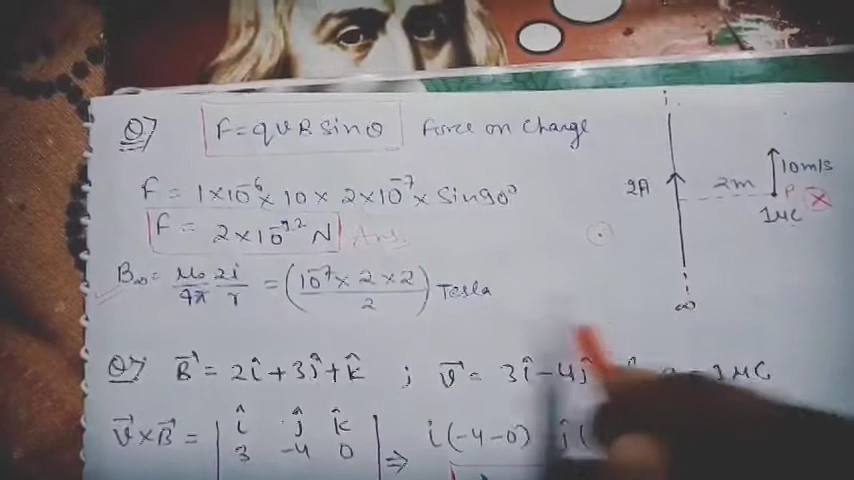 Q7 F = qVB Sinθ Force on Charge
F = 1×10⁻⁶ × 10 × 2×10⁻⁷ × Sin90°
F = 2×10⁻¹² N Ans.
B∞ = μ₀/4π 2i/r = (10⁻⁷ × 2 × 2 / 2) Tesla
∞
2A
2m
10m/s
P
1μC
∞
Q7 B⃗ = 2î + 3ĵ + k̂ ; v⃗ = 3î - 4ĵ
v⃗ × B⃗ = | î ĵ k̂ | ⇒ i(-4-0)
3 -4 0